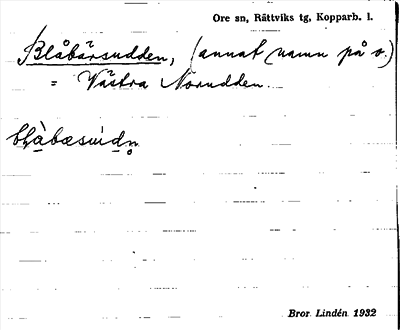 Ore sn, Rättviks tg, Kopparb. l.
Blåbärsudden, (annat namn på o.)
= Västra Norudden.
Bror Lindén 1932